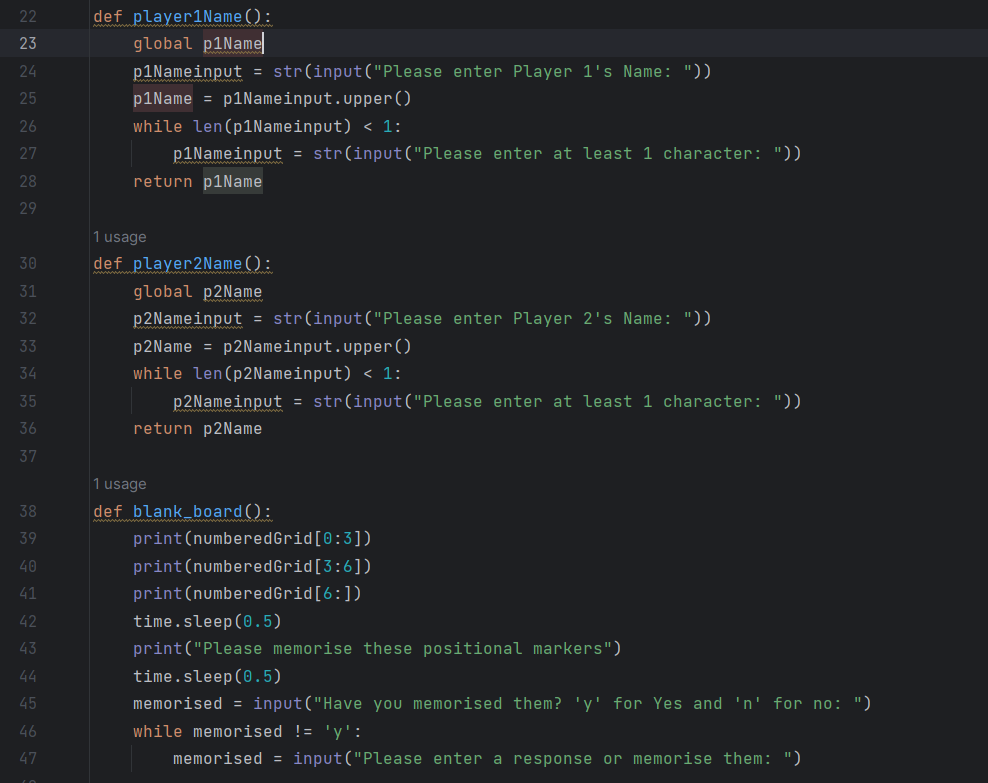 22 def player1Name():
23     global p1Name
24     p1Nameinput = str(input("Please enter Player 1's Name: "))
25     p1Name = p1Nameinput.upper()
26     while len(p1Nameinput) < 1:
27         p1Nameinput = str(input("Please enter at least 1 character: "))
28     return p1Name
29
1 usage
30 def player2Name():
31     global p2Name
32     p2Nameinput = str(input("Please enter Player 2's Name: "))
33     p2Name = p2Nameinput.upper()
34     while len(p2Nameinput) < 1:
35         p2Nameinput = str(input("Please enter at least 1 character: "))
36     return p2Name
37
1 usage
38 def blank_board():
39     print(numberedGrid[0:3])
40     print(numberedGrid[3:6])
41     print(numberedGrid[6:])
42     time.sleep(0.5)
43     print("Please memorise these positional markers")
44     time.sleep(0.5)
45     memorised = input("Have you memorised them? 'y' for Yes and 'n' for no: ")
46     while memorised != 'y':
47         memorised = input("Please enter a response or memorise them: ")